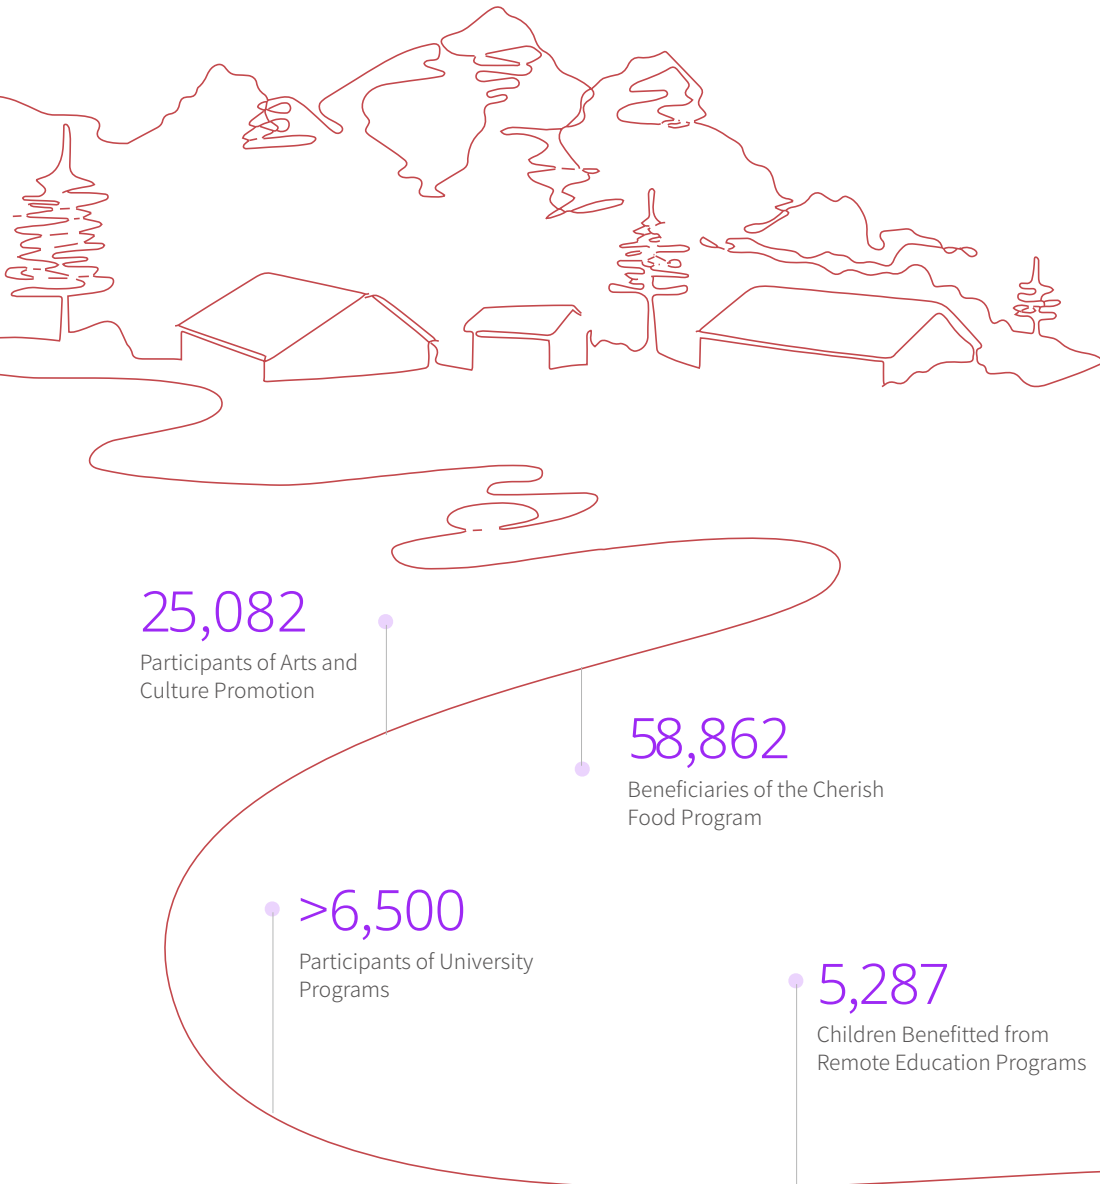 25,082
Participants of Arts and
Culture Promotion
58,862
Beneficiaries of the Cherish
Food Program
>6,500
Participants of University
Programs
5,287
Children Benefitted from
Remote Education Programs